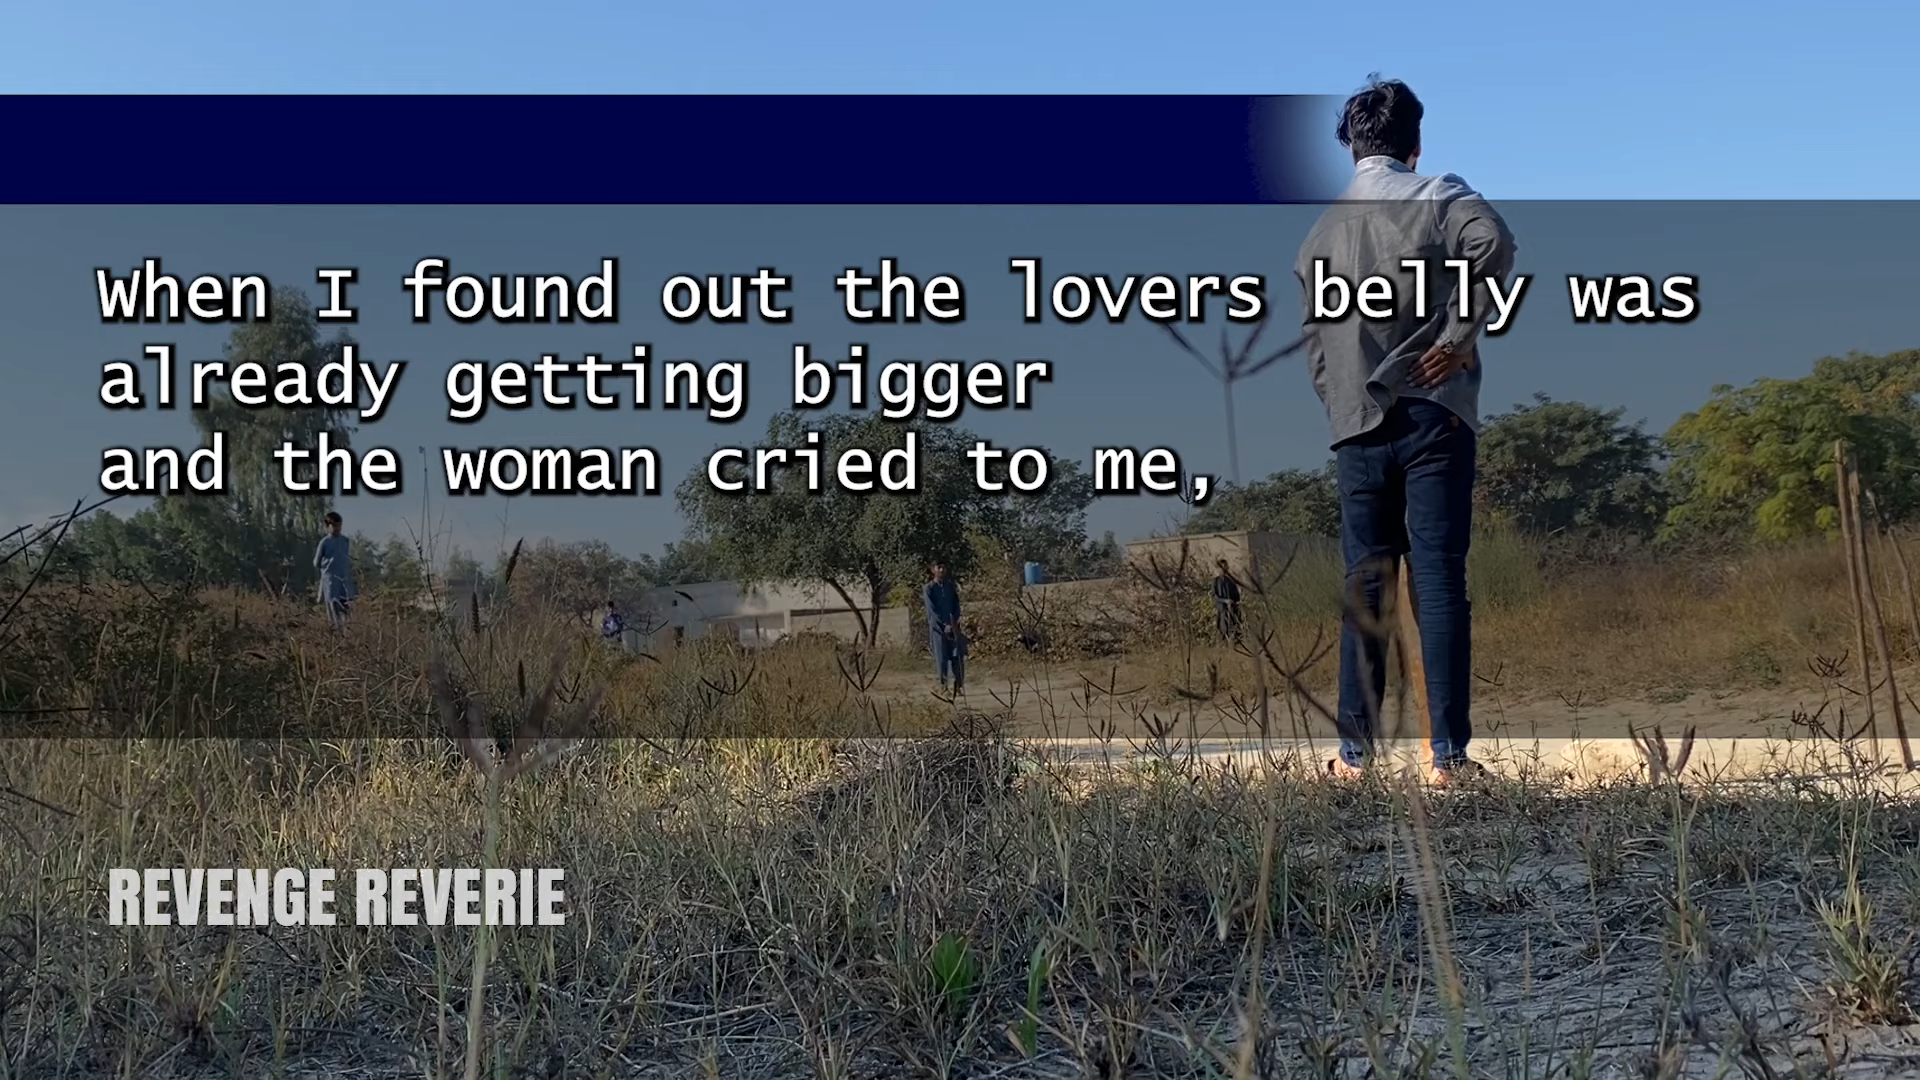 When I found out the lovers belly was
already getting bigger
and the woman cried to me,
REVENGE REVERIE